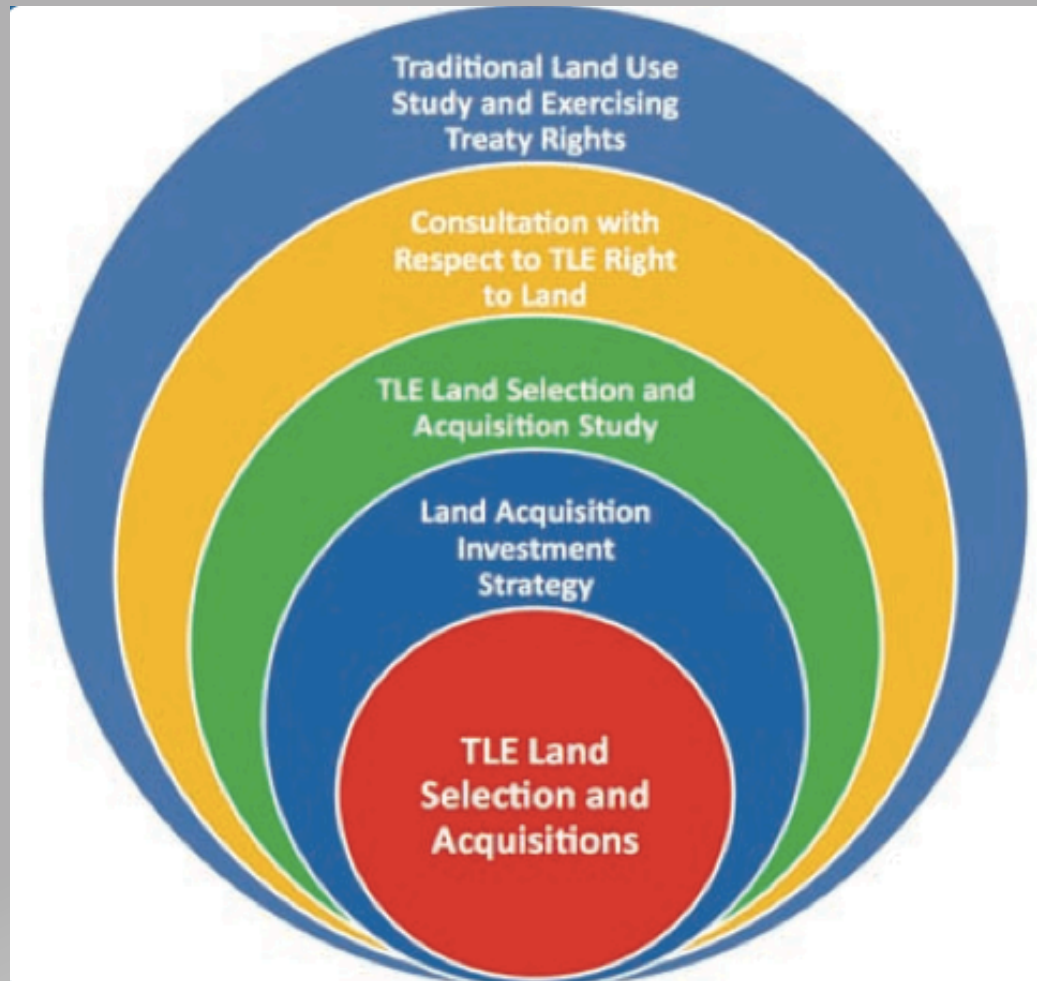 Traditional Land Use
Study and Exercising
Treaty Rights
Consultation with
Respect to TLE Right
to Land
TLE Land Selection and
Acquisition Study
Land Acquisition
Investment
Strategy
TLE Land
Selection and
Acquisitions